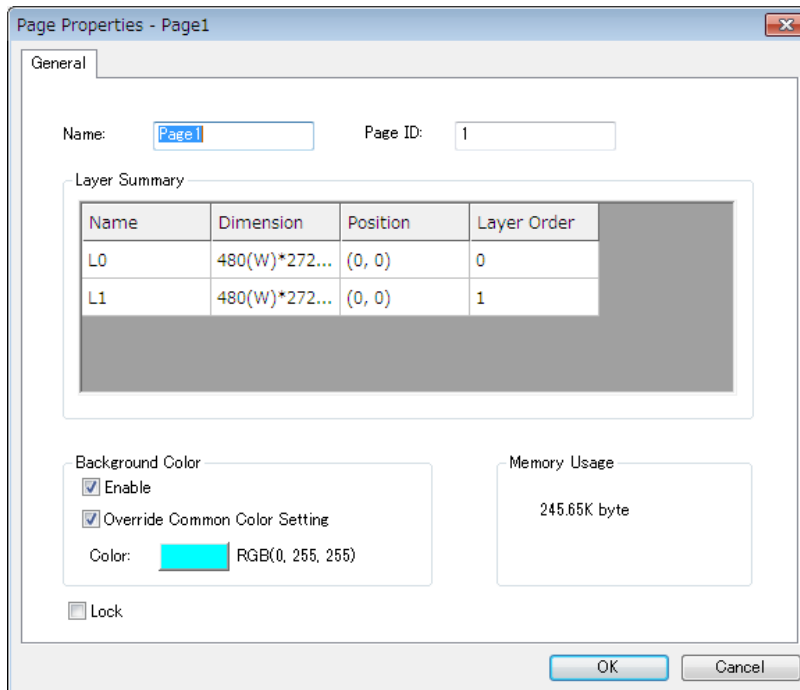 Page Properties - Page1
General
Name: Page1 Page ID: 1
Layer Summary
Name Dimension Position Layer Order
L0 480(W)*272... (0, 0) 0
L1 480(W)*272... (0, 0) 1
Background Color
Enable
Override Common Color Setting
Color: RGB(0, 255, 255)
Memory Usage
245.65K byte
Lock
OK Cancel